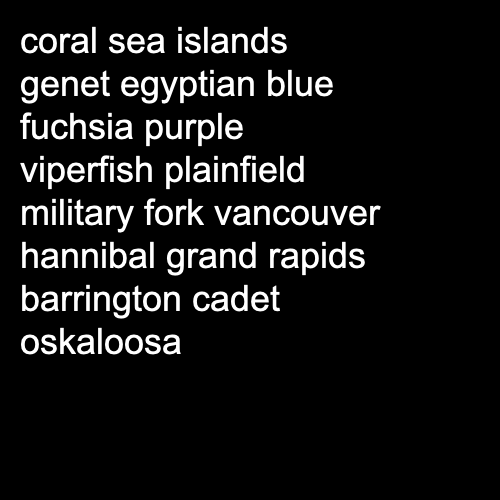 coral sea islands
genet egyptian blue
fuchsia purple
viperfish plainfield
military fork vancouver
hannibal grand rapids
barrington cadet
oskaloosa